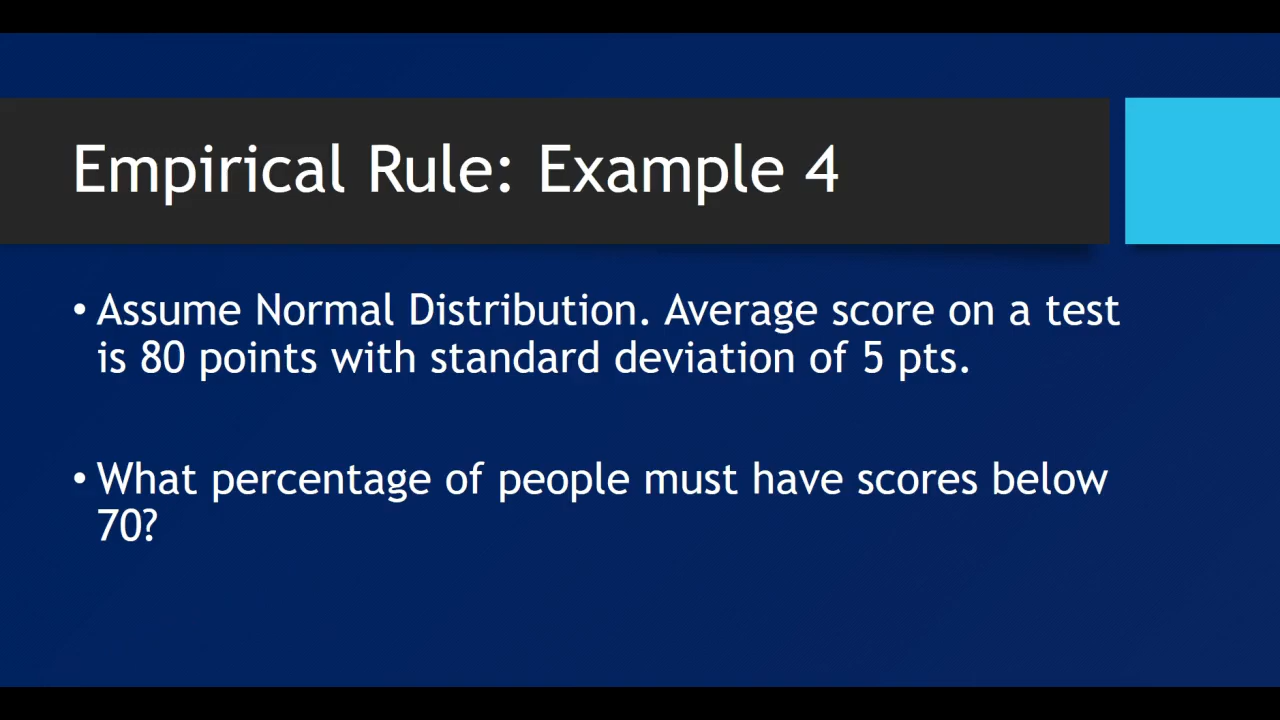 Empirical Rule: Example 4
• Assume Normal Distribution. Average score on a test
is 80 points with standard deviation of 5 pts.
• What percentage of people must have scores below
70?